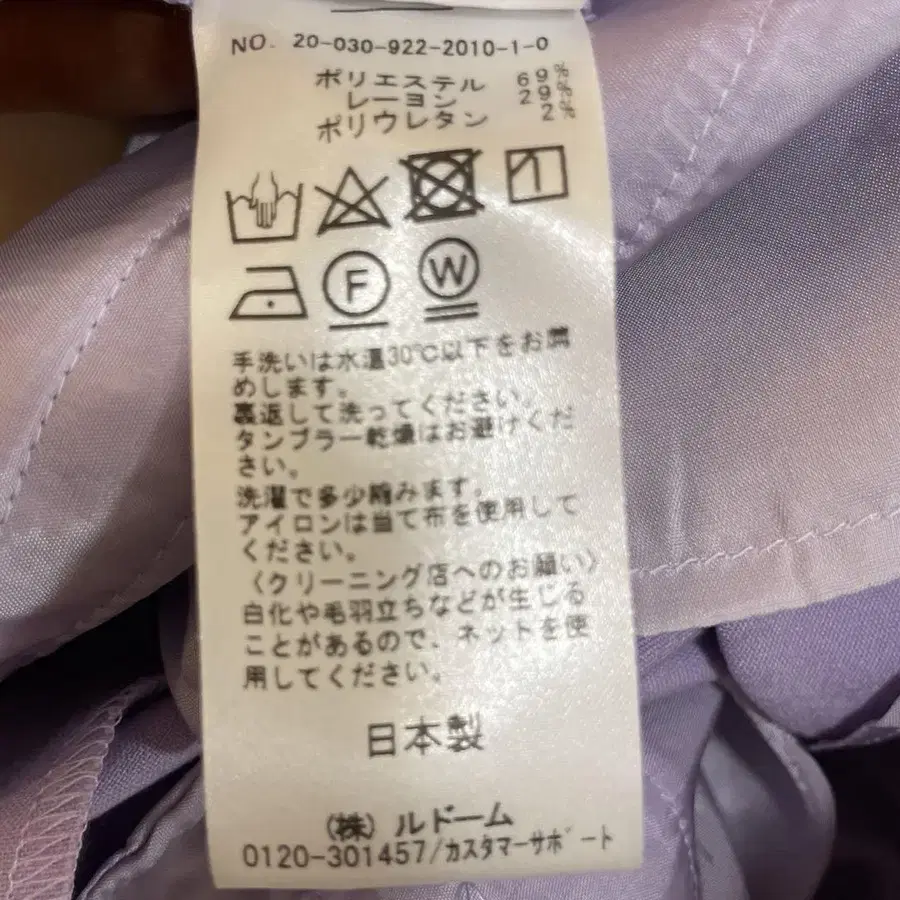 NO. 20-030-922-2010-1-0
ポリエステル 69%
レーヨン 29%
ポリウレタン 2%
F W
手洗いは水温30℃以下をお薦
めします。
裏返して洗ってください。
タンブラー乾燥はお避けくだ
さい。
洗濯で多少縮みます。
アイロンは当て布を使用して
ください。
〈クリーニング店へのお願い〉
白化や毛羽立ちなどが生じる
ことがあるので、ネットを使
用してください。
日本製
(株)ルドーム
0120-301457/カスタマーサポート